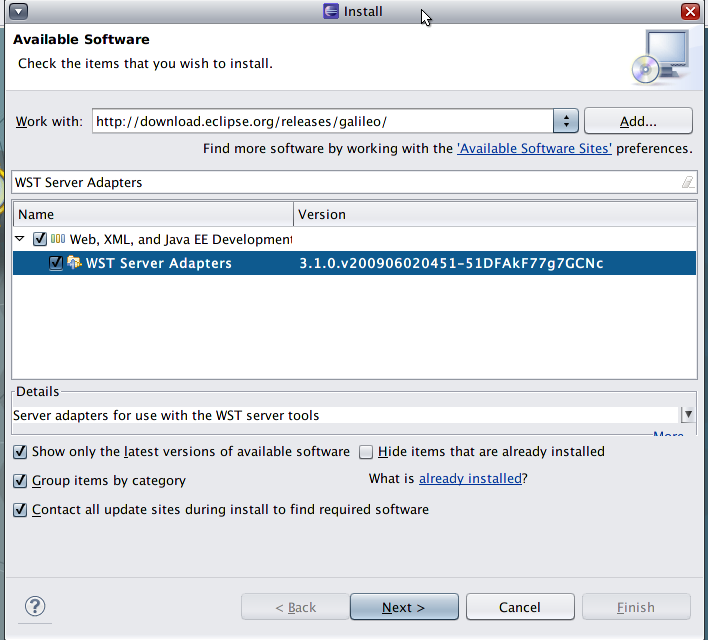 Install
Available Software
Check the items that you wish to install.
Work with: http://download.eclipse.org/releases/galileo/ Add...
Find more software by working with the 'Available Software Sites' preferences.
WST Server Adapters
Name Version
Web, XML, and Java EE Development
WST Server Adapters 3.1.0.v200906020451-51DFAkF77g7GCNc
Details
Server adapters for use with the WST server tools
More...
Show only the latest versions of available software Hide items that are already installed
Group items by category What is already installed?
Contact all update sites during install to find required software
? < Back Next > Cancel Finish